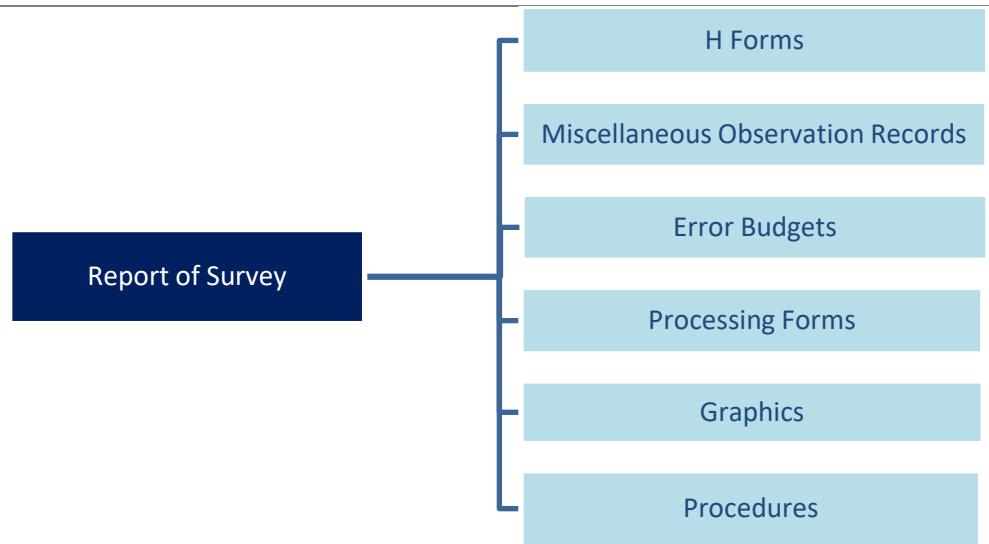 H Forms
Miscellaneous Observation Records
Error Budgets
Report of Survey
Processing Forms
Graphics
Procedures